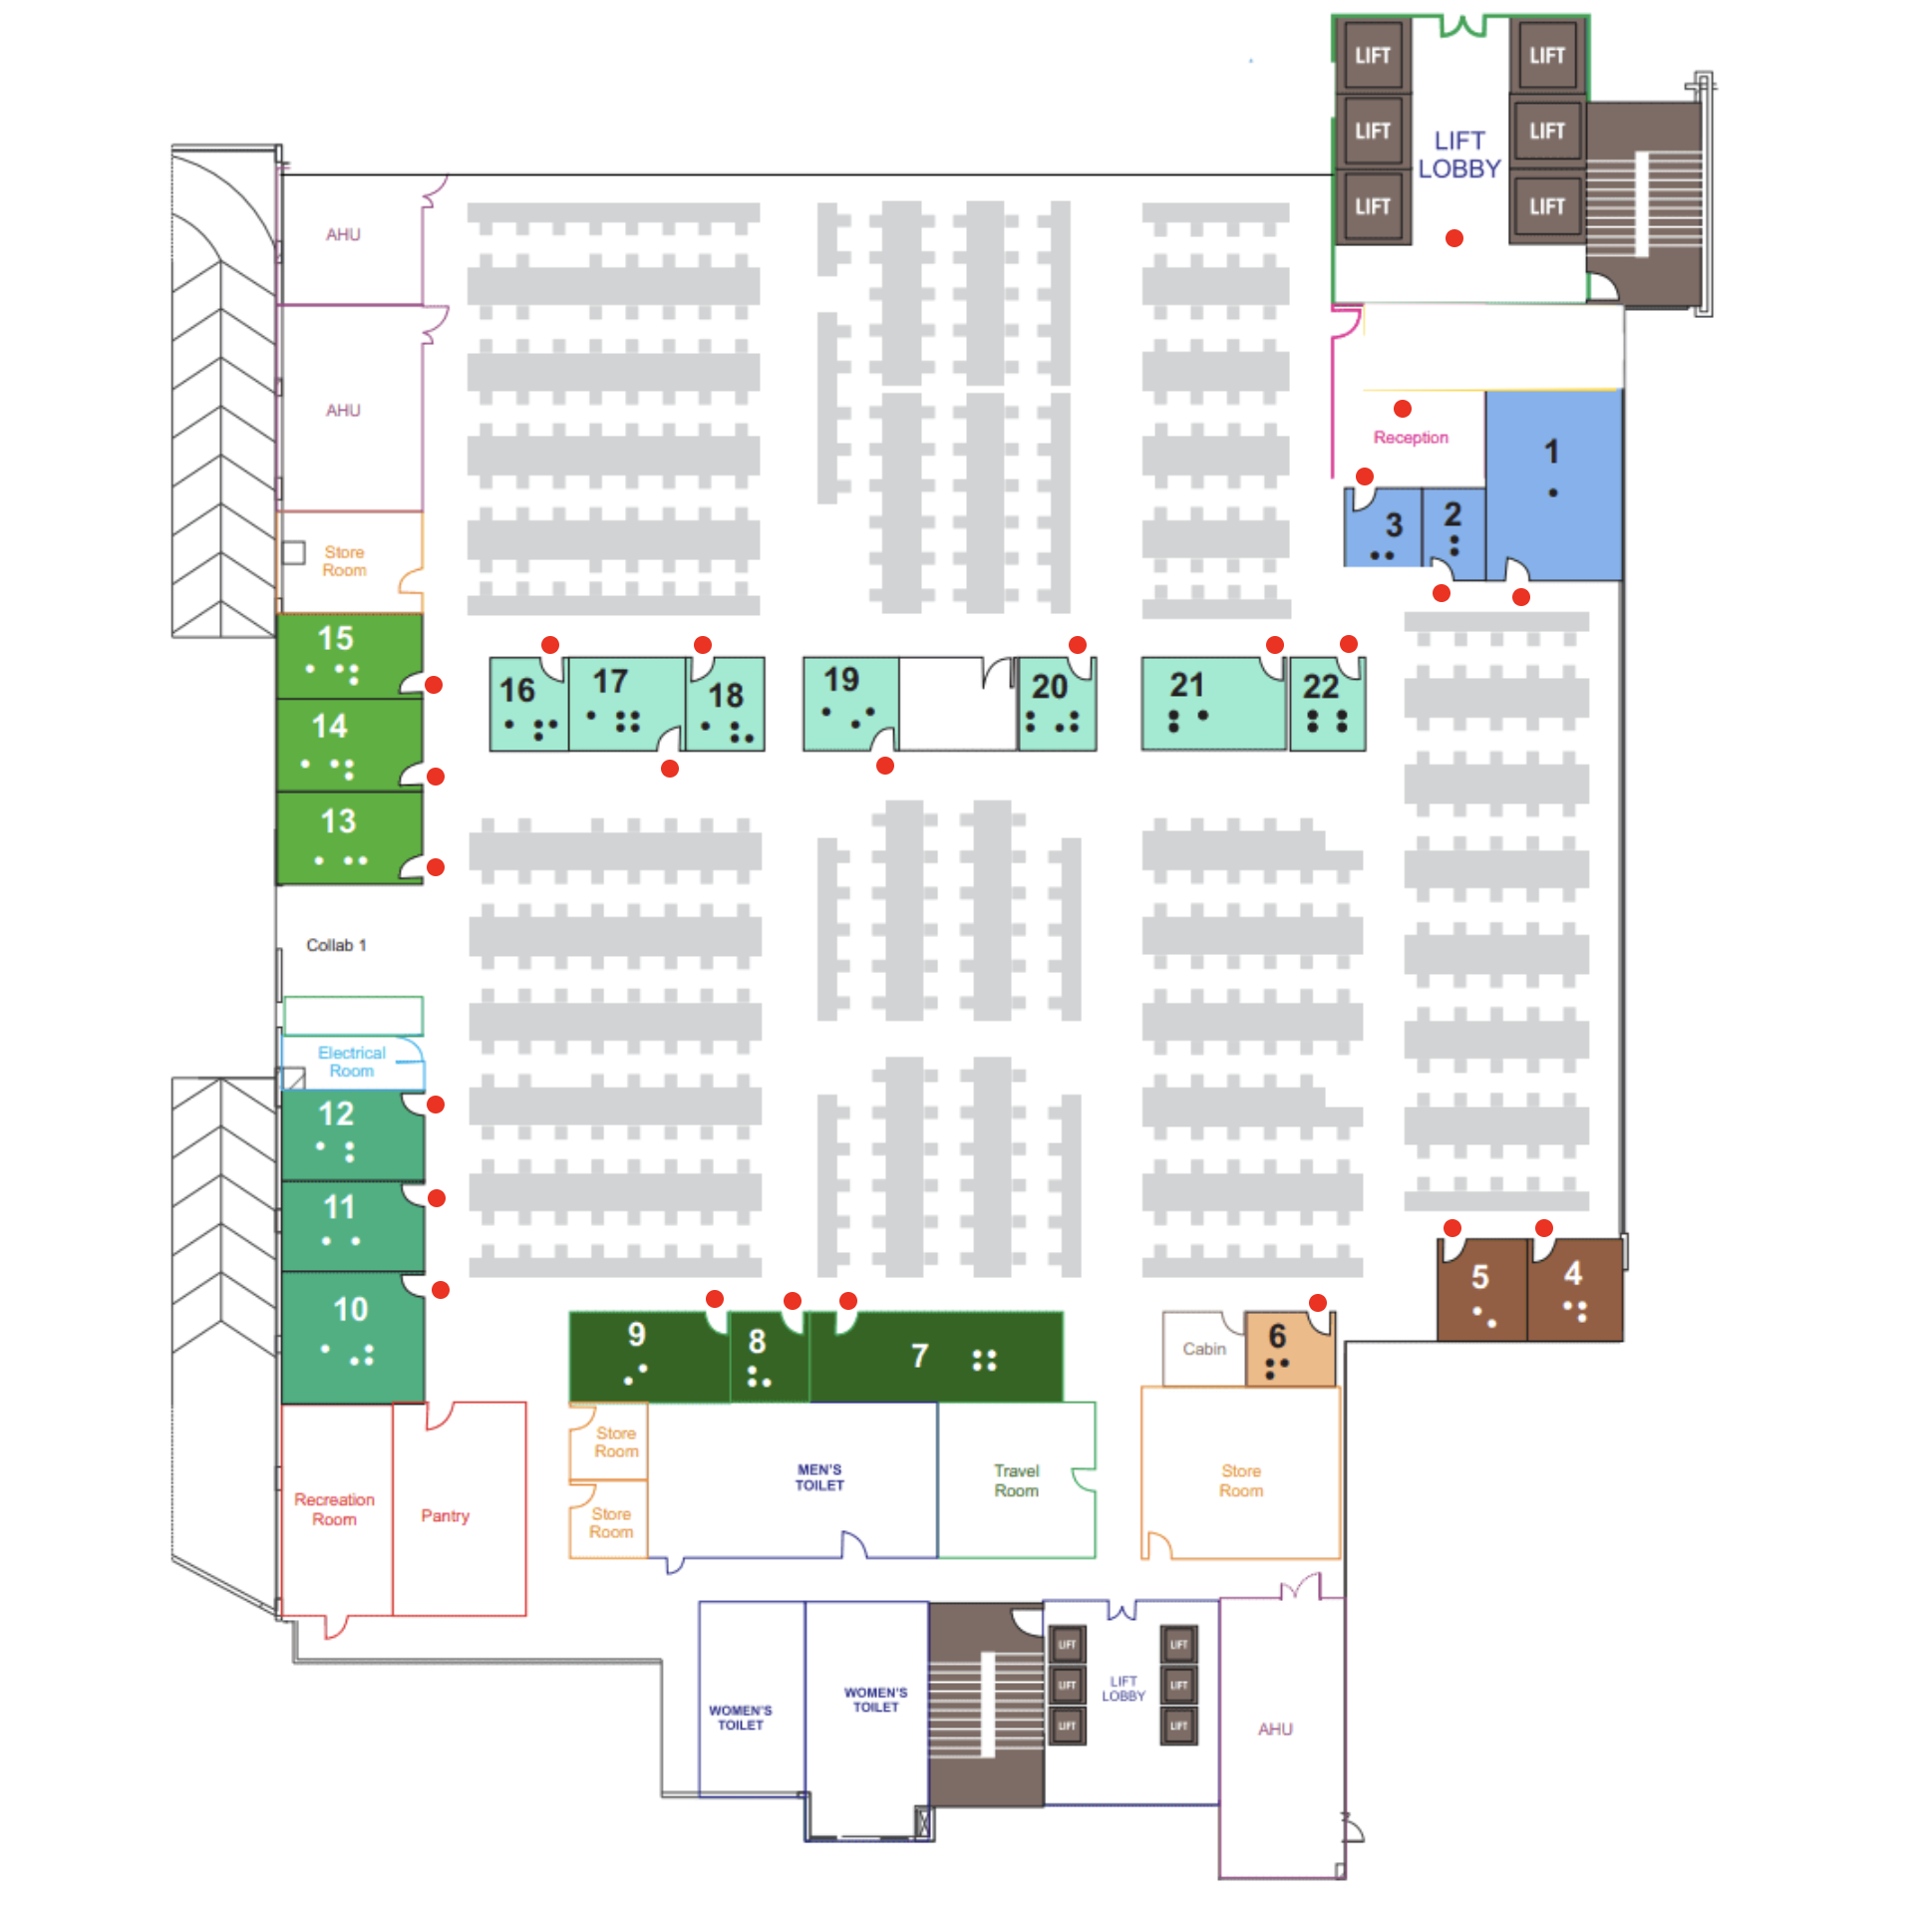 LIFT
LIFT
LIFT
LIFT
LIFT
LOBBY
LIFT
LIFT
AHU
AHU
Reception
1
3
2
Store
Room
15
14
13
16
17
18
19
20
21
22
Collab 1
Electrical
Room
12
11
10
9
8
7
Cabin
6
5
4
Store
Room
Store
Room
MEN'S
TOILET
Travel
Room
Store
Room
Recreation
Room
Pantry
WOMEN'S
TOILET
WOMEN'S
TOILET
LIFT
LIFT
LIFT
LIFT
LOBBY
LIFT
LIFT
LIFT
AHU